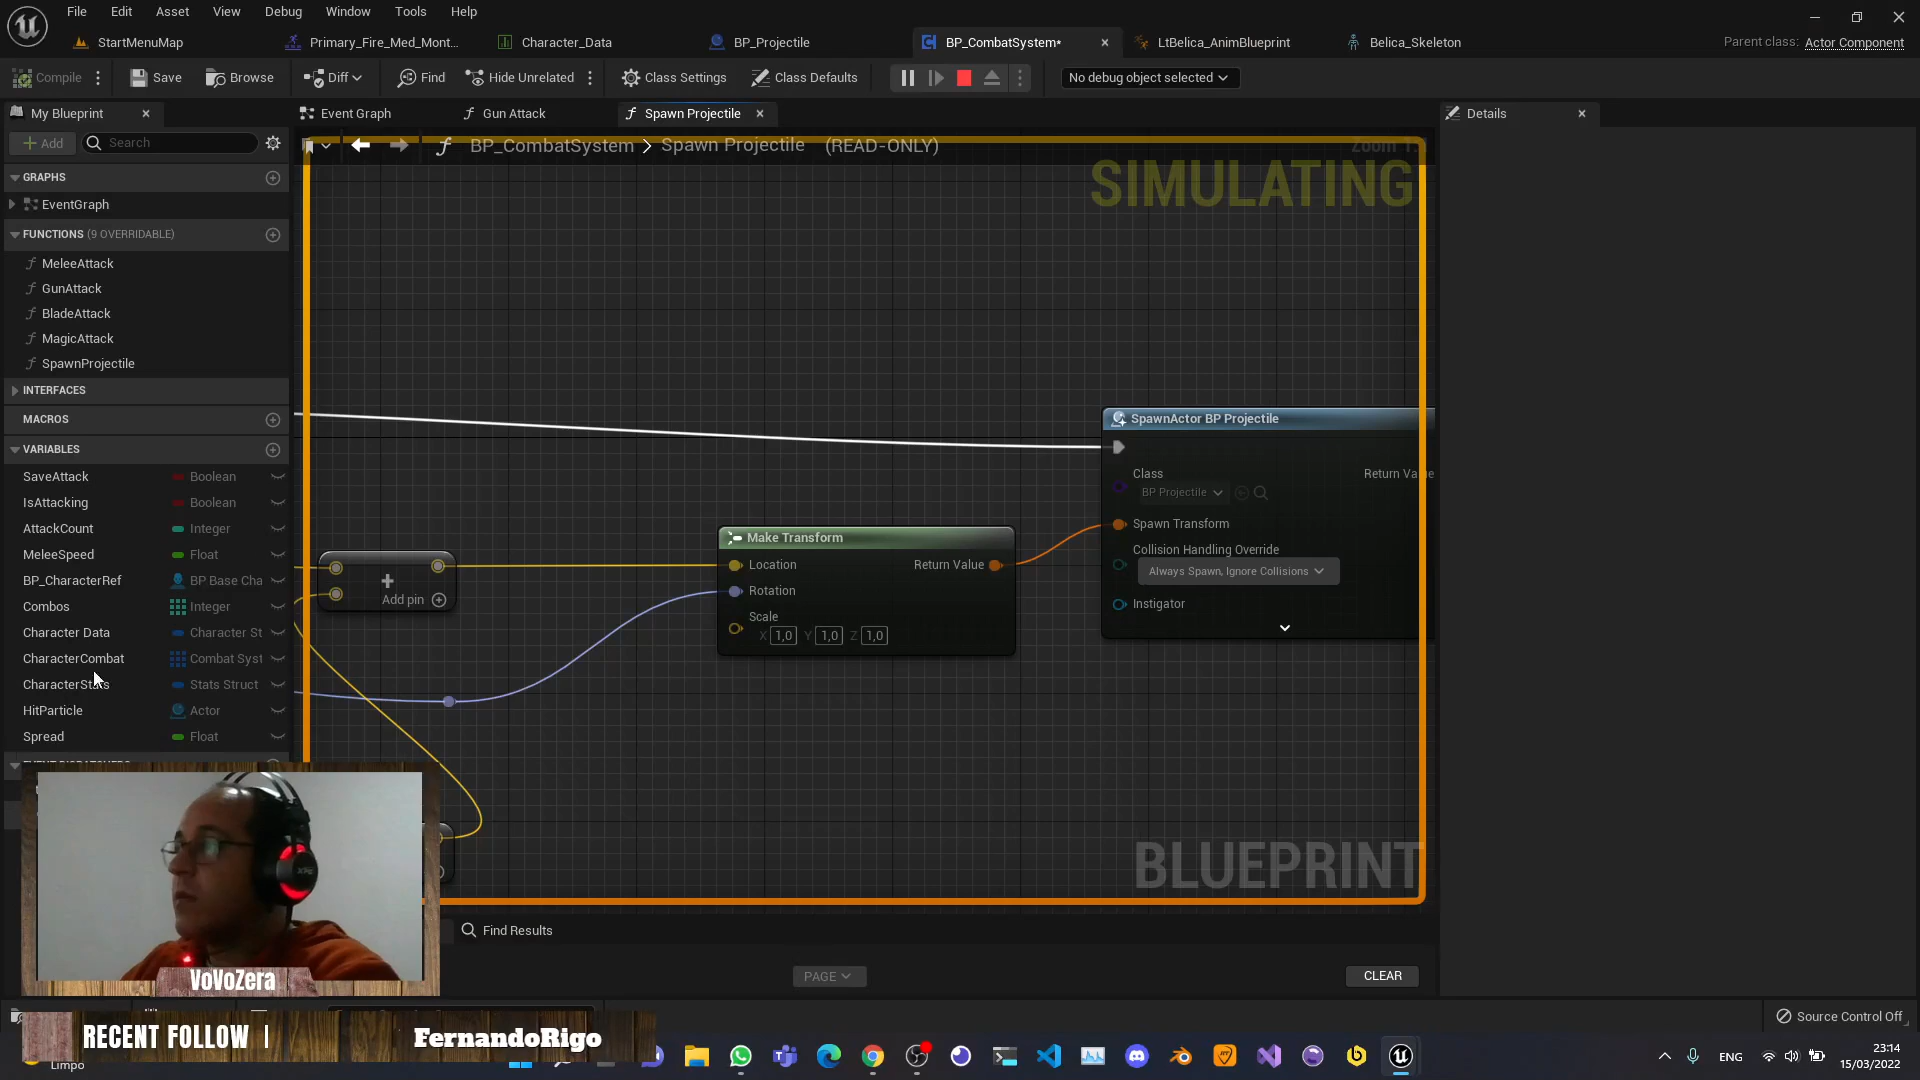 File Edit Asset View Debug Window Tools Help
StartMenuMap Primary_Fire_Med_Mont... Character_Data BP_Projectile BP_CombatSystem* LtBelica_AnimBlueprint Belica_Skeleton Parent class: Actor Component
Compile Save Browse Diff Find Hide Unrelated Class Settings Class Defaults No debug object selected
My Blueprint Event Graph Gun Attack Spawn Projectile Details
Add Search
BP_CombatSystem > Spawn Projectile (READ-ONLY)
SIMULATING
GRAPHS
EventGraph
FUNCTIONS (9 OVERRIDABLE)
MeleeAttack
GunAttack
BladeAttack
MagicAttack
SpawnProjectile
INTERFACES
MACROS
VARIABLES
SaveAttack Boolean
IsAttacking Boolean
AttackCount Integer
MeleeSpeed Float
BP_CharacterRef BP Base Cha
Combos Integer
Character Data Character St
CharacterCombat Combat Syst
CharacterStats Stats Struct
HitParticle Actor
Spread Float
Add pin
Make Transform
Location Return Value
Rotation
Scale
X 1,0 Y 1,0 Z 1,0
SpawnActor BP Projectile
Class Return Value
BP Projectile
Spawn Transform
Collision Handling Override
Always Spawn, Ignore Collisions
Instigator
BLUEPRINT
Find Results
PAGE CLEAR
VoVoZera
Source Control Off
RECENT FOLLOW | FernandoRigo
Limpo
ENG
23:14
15/03/2022